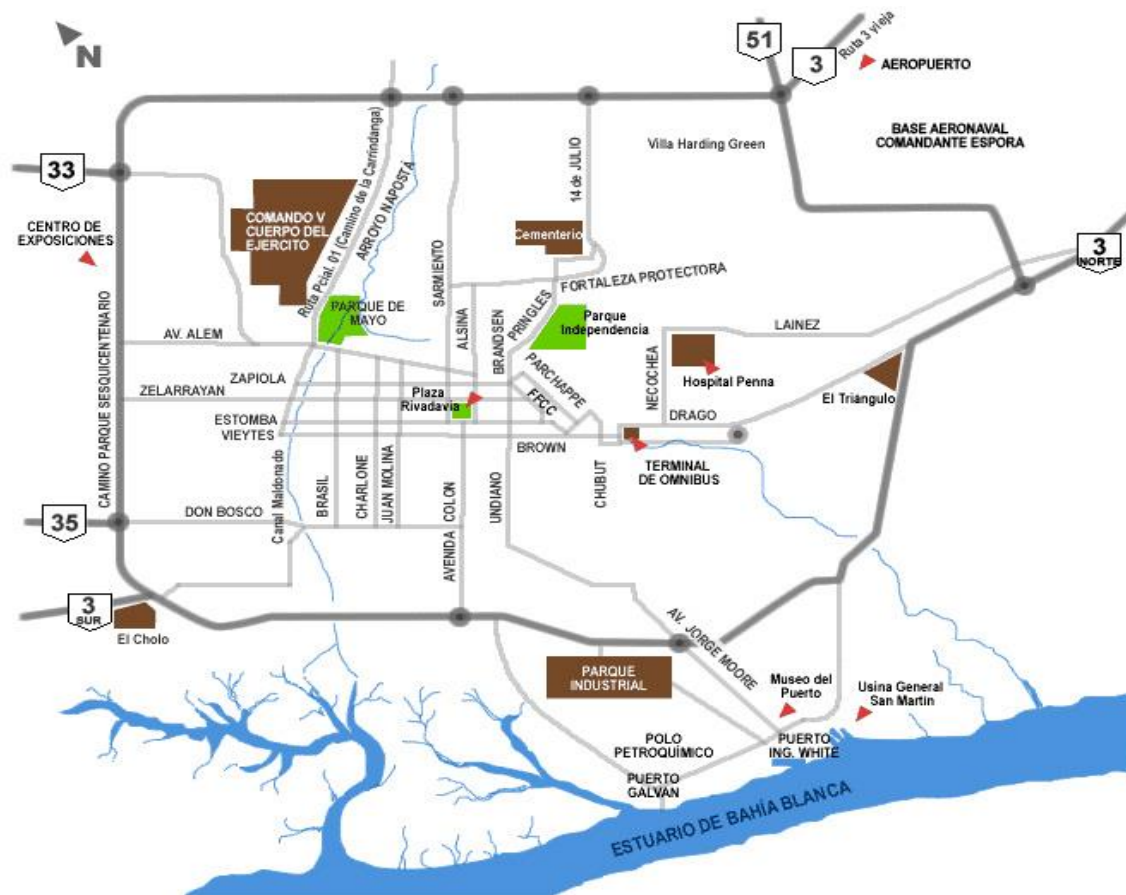 N
51
3
Ruta 3 vieja
AEROPUERTO
BASE AERONAVAL
COMANDANTE ESPORA
Villa Harding Green
33
CENTRO DE
EXPOSICIONES
CAMINO PARQUE SESQUICENTENARIO
COMANDO V
CUERPO DEL
EJERCITO
Ruta Pcial. 01 (Camino de la Carrindanga)
ARROYO NAPOSTÁ
SARMIENTO
14 de JULIO
Cementerio
FORTALEZA PROTECTORA
3
NORTE
PARQUE DE
MAYO
ALSINA
BRANDSEN
PRINGLES
Parque
Independencia
LAINEZ
AV. ALEM
ZAPIOLA
ZELARRAYAN
Plaza
Rivadavia
PARCHAPPE
FFCC
NECOCHEA
Hospital Penna
El Triangulo
ESTOMBA
VIEYTES
DRAGO
BROWN
TERMINAL
DE OMNIBUS
CHUBUT
Canal Maldonado
BRASIL
CHARLONE
JUAN MOLINA
AVENIDA COLON
UNDIANO
35
DON BOSCO
3
SUR
El Cholo
AV. JORGE MOORE
PARQUE
INDUSTRIAL
Museo del
Puerto
Usina General
San Martín
POLO
PETROQUÍMICO
PUERTO
ING. WHITE
PUERTO
GALVAN
ESTUARIO DE BAHÍA BLANCA